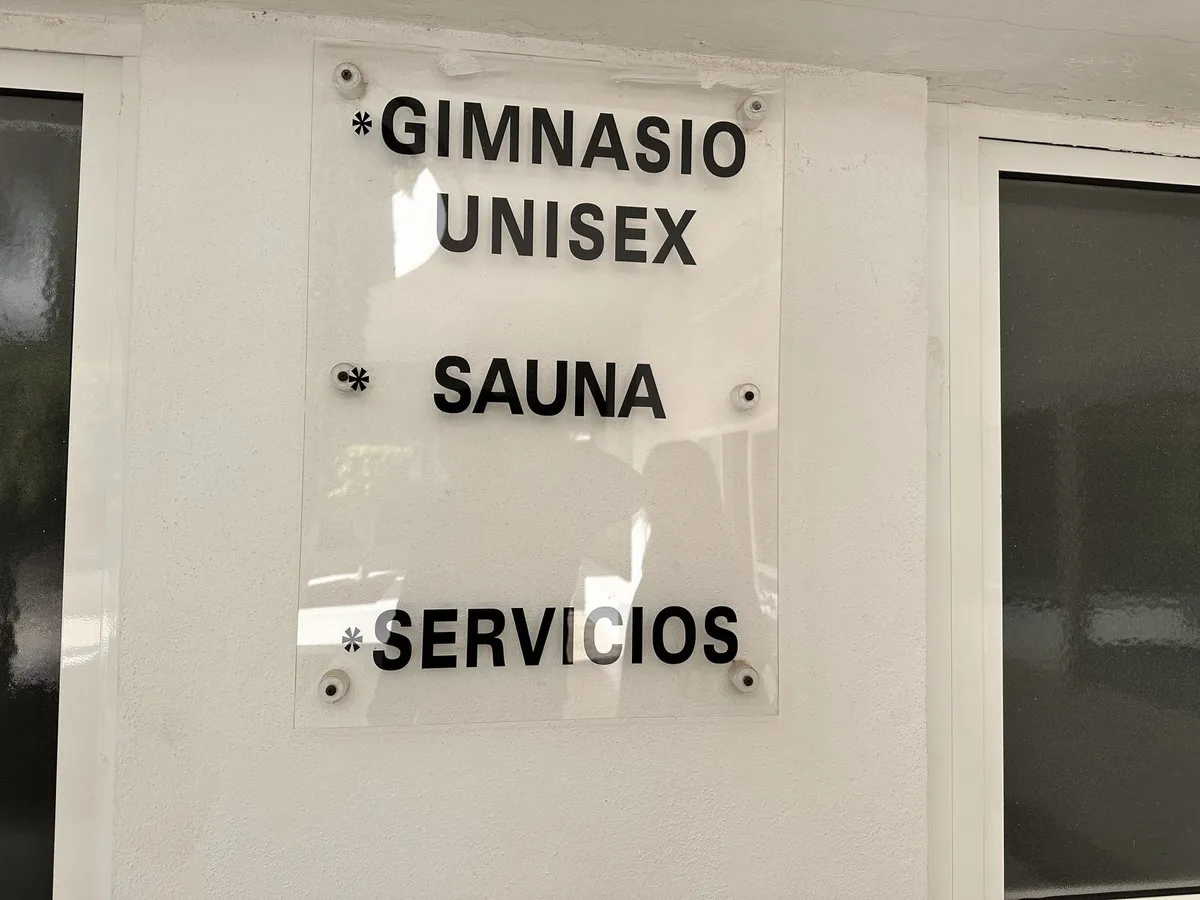 *GIMNASIO
UNISEX
* SAUNA
*SERVICIOS